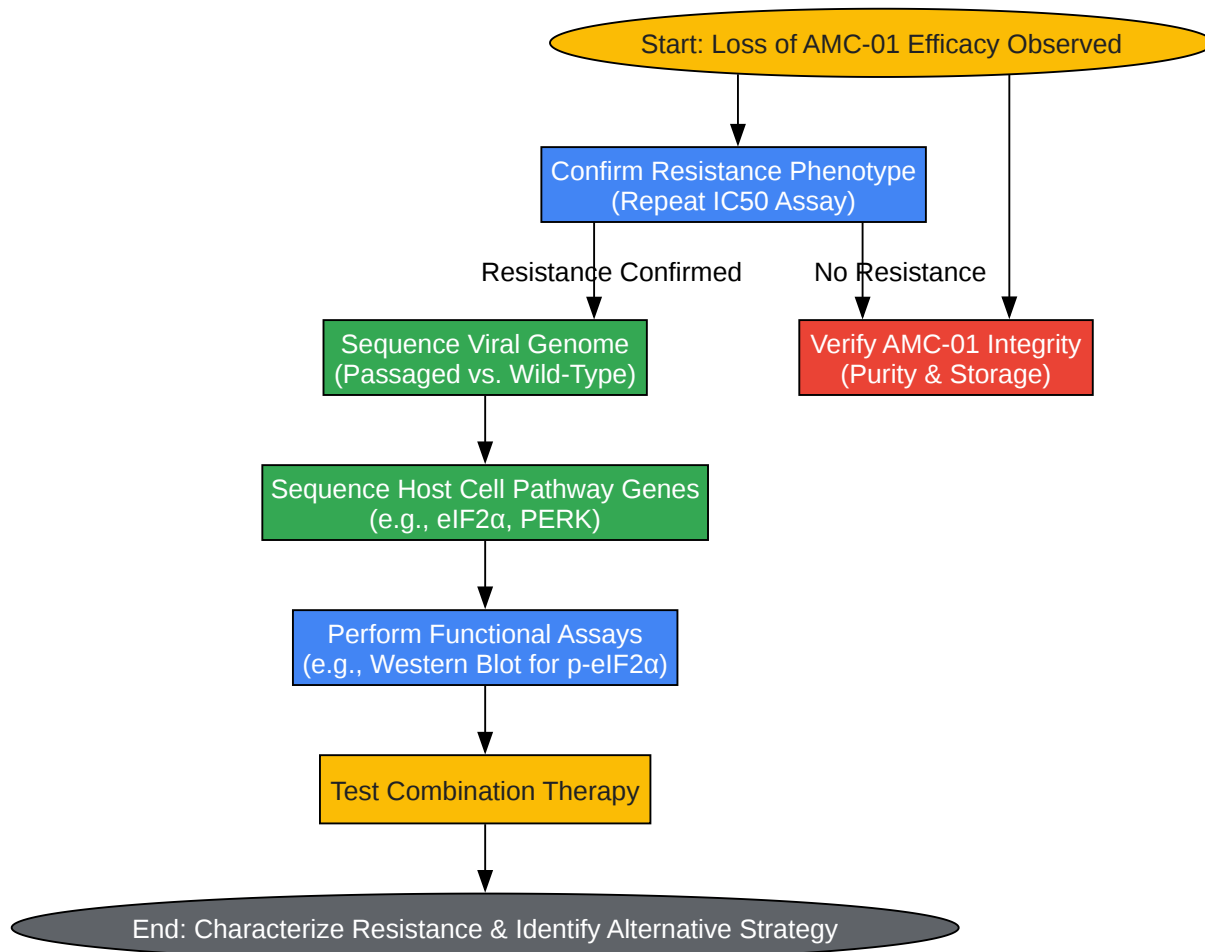 Start: Loss of AMC-01 Efficacy Observed
Confirm Resistance Phenotype
(Repeat IC50 Assay)
Resistance Confirmed
No Resistance
Sequence Viral Genome
(Passaged vs. Wild-Type)
Verify AMC-01 Integrity
(Purity & Storage)
Sequence Host Cell Pathway Genes
(e.g., eIF2α, PERK)
Perform Functional Assays
(e.g., Western Blot for p-eIF2α)
Test Combination Therapy
End: Characterize Resistance & Identify Alternative Strategy